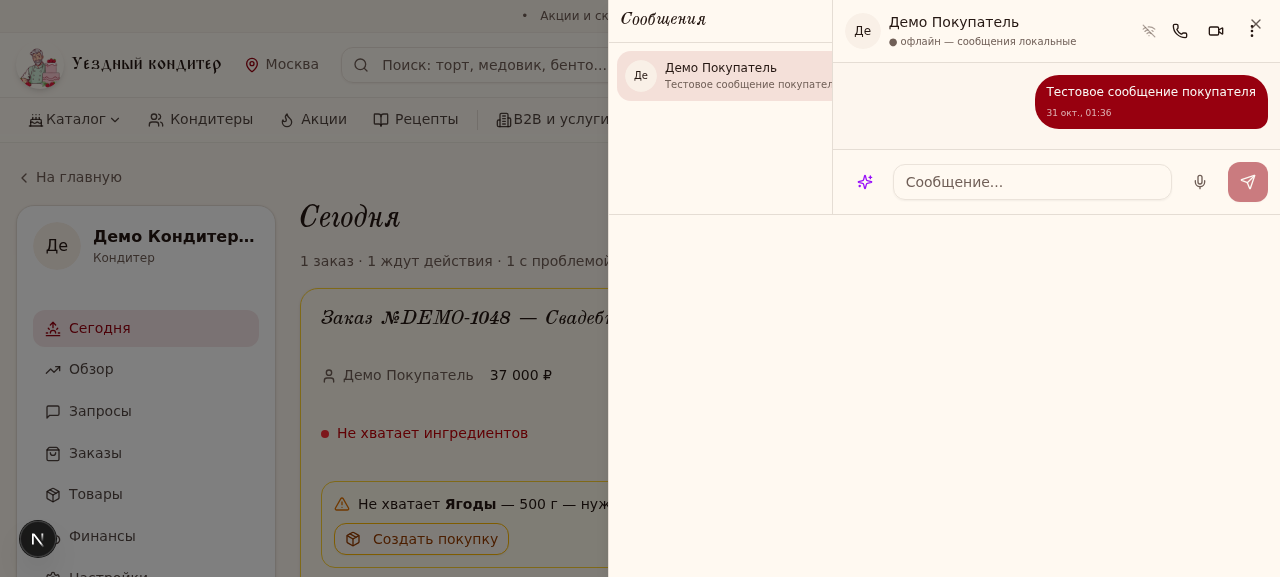 • Акции и ск
Уездный кондитер
Москва
Поиск: торт, медовик, бенто...
Каталог
Кондитеры
Акции
Рецепты
B2B и услуги
На главную
Де
Демо Кондитер…
Кондитер
Сегодня
Обзор
Запросы
Заказы
Товары
Финансы
Настройки
N
Сегодня
1 заказ · 1 ждут действия · 1 с проблемой
Заказ №DEMO-1048 — Свадеб
Демо Покупатель 37 000 ₽
Не хватает ингредиентов
Не хватает Ягоды — 500 г — нуж
Создать покупку
Сообщения
Де
Демо Покупатель
Тестовое сообщение покупател
Де
Демо Покупатель
● офлайн — сообщения локальные
Тестовое сообщение покупателя
31 окт., 01:36
Сообщение...